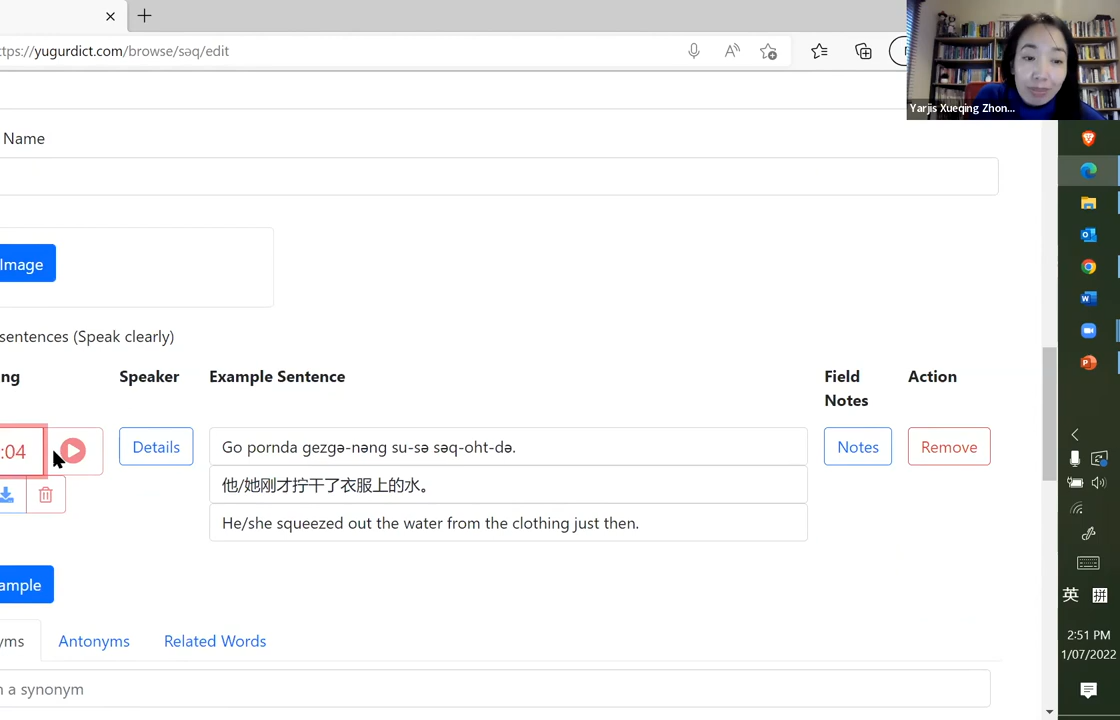 ttps://yugurdict.com/browse/səq/edit
Yarjis Xueqing Zhon...
Name
Image
sentences (Speak clearly)
ng
Speaker
Example Sentence
Field
Notes
Action
:04
Details
Go pornda gezgə-nəng su-sə səq-oht-də.
Notes
Remove
他/她刚才拧干了衣服上的水。
He/she squeezed out the water from the clothing just then.
ample
yms
Antonyms
Related Words
n a synonym
英
拼
2:51 PM
1/07/2022